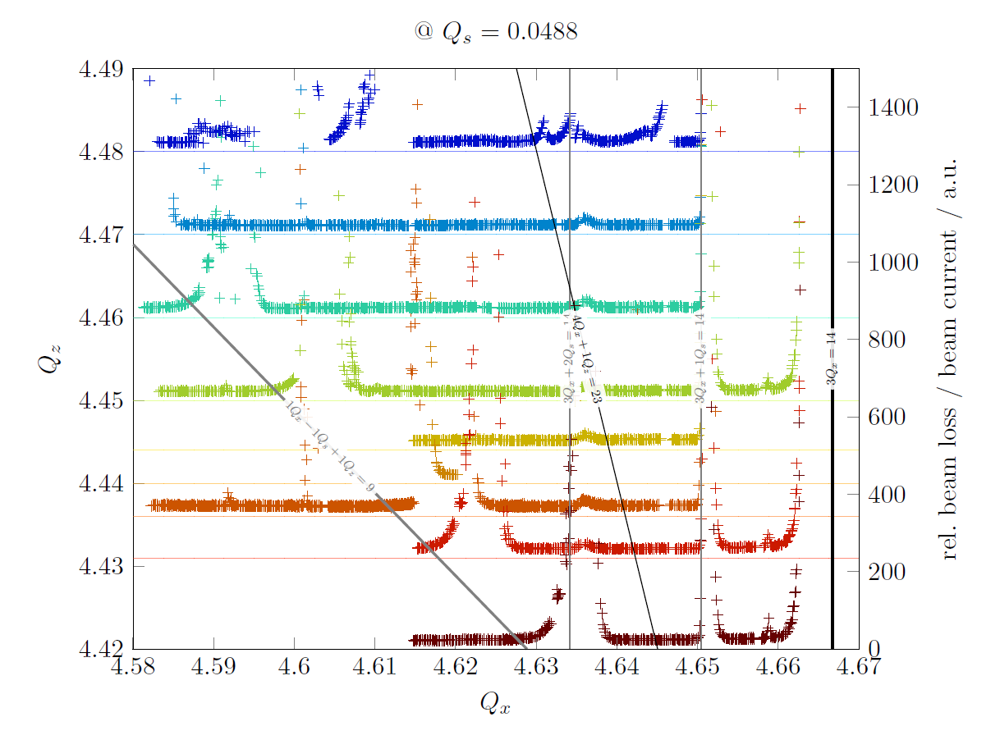 @ Q_s = 0.0488
4.49
4.48
4.47
4.46
4.45
4.44
4.43
4.42
Q_z
1400
1200
1000
800
600
400
200
0
rel. beam loss / beam current / a.u.
1Q_x − 1Q_s + 1Q_z = 9
3Q_x + 2Q_s = 1
4Q_x + 1Q_z = 23
3Q_x + 1Q_s = 14
3Q_x = 14
4.58 4.59 4.6 4.61 4.62 4.63 4.64 4.65 4.66 4.67
Q_x